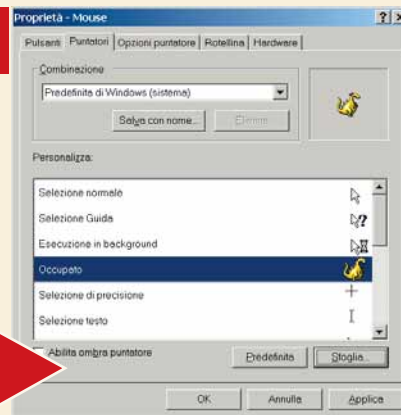 Proprietà - Mouse
Pulsanti Puntatori Opzioni puntatore Rotellina Hardware
Combinazione
Predefinite di Windows (sistema)
Salva con nome... Elimina
Personalizza:
Selezione normale
Selezione Guida
Esecuzione in background
Occupato
Selezione di precisione
Selezione testo
Abilita ombra puntatore
Predefinita Sfoglia...
OK Annulla Applica